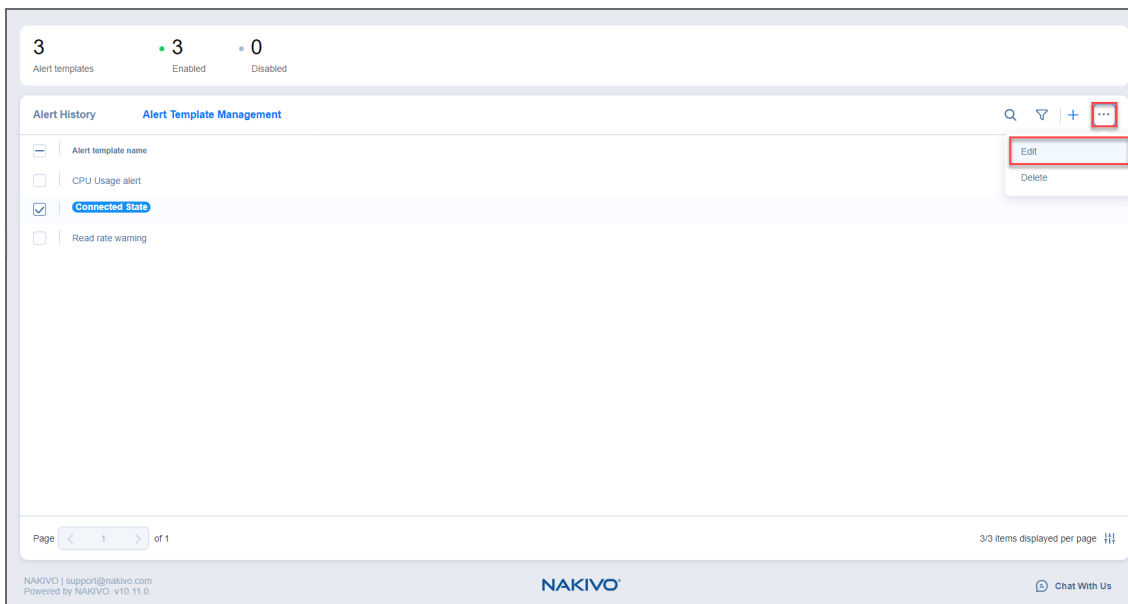 3 3 0
Alert templates Enabled Disabled
Alert History Alert Template Management
Alert template name
Edit
CPU Usage alert
Delete
Connected State
Read rate warning
Page 1 of 1
3/3 items displayed per page
NAKIVO | support@nakivo.com
Powered by NAKIVO. v10.11.0.
NAKIVO®
Chat With Us